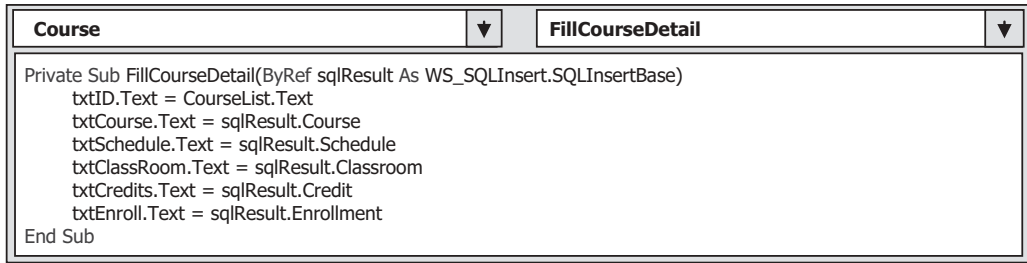 Course FillCourseDetail
Private Sub FillCourseDetail(ByRef sqlResult As WS_SQLInsert.SQLInsertBase)
txtID.Text = CourseList.Text
txtCourse.Text = sqlResult.Course
txtSchedule.Text = sqlResult.Schedule
txtClassRoom.Text = sqlResult.Classroom
txtCredits.Text = sqlResult.Credit
txtEnroll.Text = sqlResult.Enrollment
End Sub